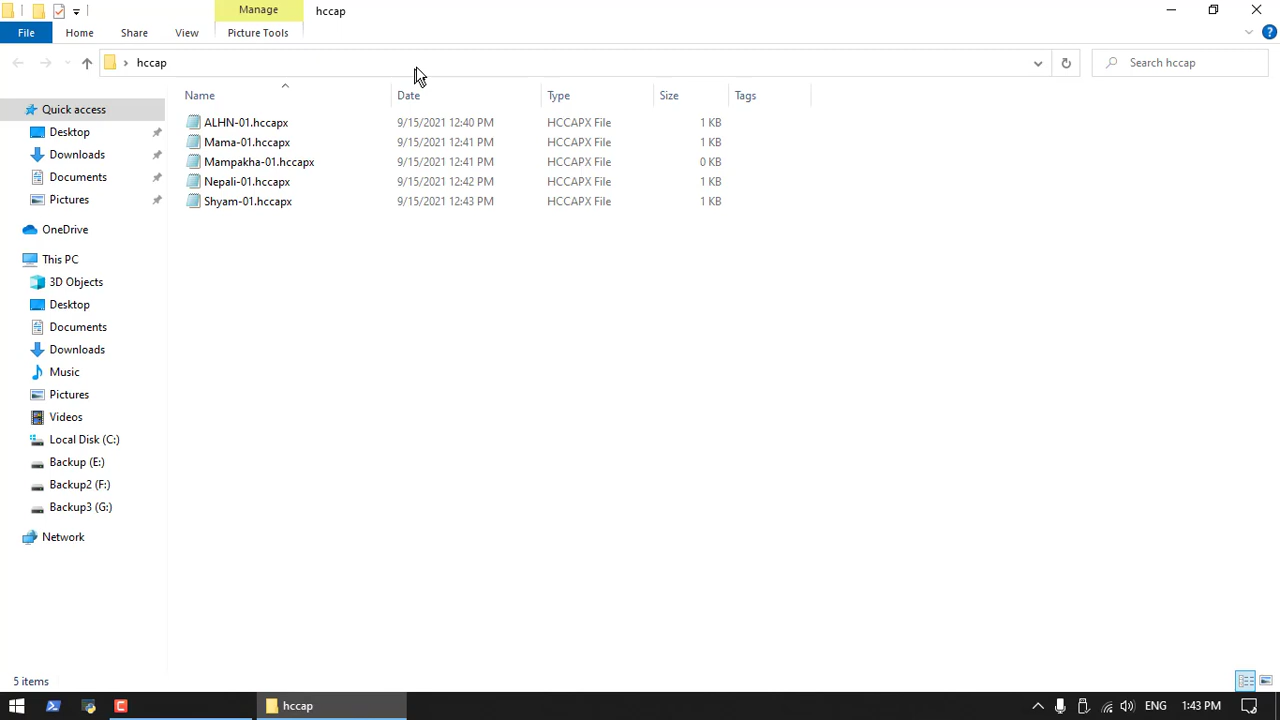 Manage
hccap
File
Home
Share
View
Picture Tools
hccap
Search hccap
Name
Date
Type
Size
Tags
Quick access
Desktop
Downloads
Documents
Pictures
OneDrive
This PC
3D Objects
Desktop
Documents
Downloads
Music
Pictures
Videos
Local Disk (C:)
Backup (E:)
Backup2 (F:)
Backup3 (G:)
Network
ALHN-01.hccapx 9/15/2021 12:40 PM HCCAPX File 1 KB
Mama-01.hccapx 9/15/2021 12:41 PM HCCAPX File 1 KB
Mampakha-01.hccapx 9/15/2021 12:41 PM HCCAPX File 0 KB
Nepali-01.hccapx 9/15/2021 12:42 PM HCCAPX File 1 KB
Shyam-01.hccapx 9/15/2021 12:43 PM HCCAPX File 1 KB
5 items
hccap
ENG
1:43 PM